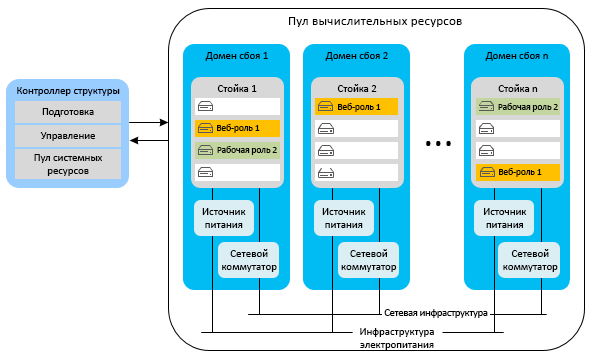 Пул вычислительных ресурсов
Контроллер структуры
Подготовка
Управление
Пул системных
ресурсов
Домен сбоя 1
Стойка 1
Веб-роль 1
Рабочая роль 2
Источник
питания
Сетевой
коммутатор
Домен сбоя 2
Стойка 2
Веб-роль 1
Источник
питания
Сетевой
коммутатор
Домен сбоя n
Стойка n
Рабочая роль 2
Веб-роль 1
Источник
питания
Сетевой
коммутатор
Сетевая инфраструктура
Инфраструктура
электропитания